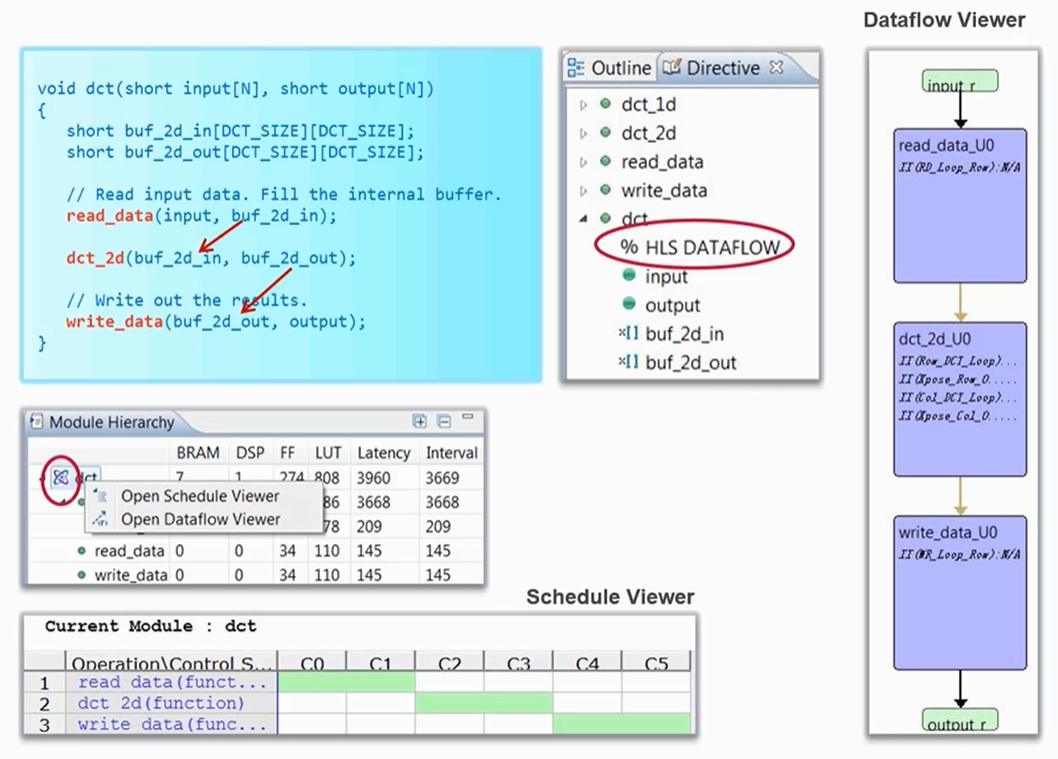 Dataflow Viewer
void dct(short input[N], short output[N])
{
short buf_2d_in[DCT_SIZE][DCT_SIZE];
short buf_2d_out[DCT_SIZE][DCT_SIZE];
// Read input data. Fill the internal buffer.
read_data(input, buf_2d_in);
dct_2d(buf_2d_in, buf_2d_out);
// Write out the results.
write_data(buf_2d_out, output);
}
Outline Directive
dct_1d
dct_2d
read_data
write_data
dct
% HLS DATAFLOW
input
output
×[] buf_2d_in
×[] buf_2d_out
input_r
read_data_U0
II(RD_Loop_Row):N/A
dct_2d_U0
II(Row_DCT_Loop)...
II(Xpose_Row_O.....
II(Col_DCT_Loop)...
II(Xpose_Col_O.....
write_data_U0
II(WR_Loop_Row):N/A
output_r
Module Hierarchy
BRAM DSP FF LUT Latency Interval
dct 7 1 274 808 3960 3669
Open Schedule Viewer
86 3668 3668
Open Dataflow Viewer
78 209 209
read_data 0 0 34 110 145 145
write_data 0 0 34 110 145 145
Schedule Viewer
Current Module : dct
Operation\Control S... C0 C1 C2 C3 C4 C5
1 read data(funct...
2 dct 2d(function)
3 write data(func...